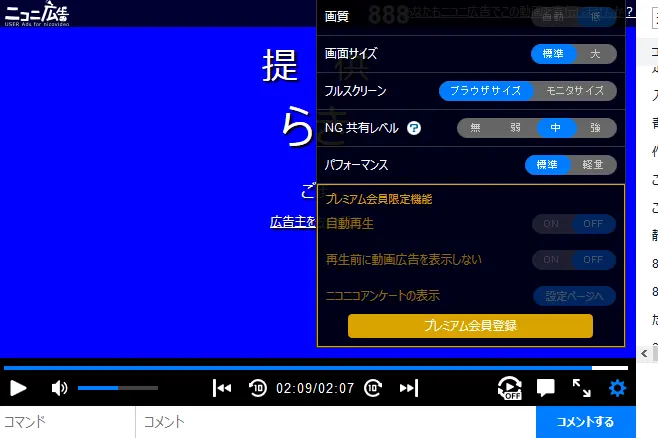 ニコニ広告
USER Ads for niconico
888
あなたもニコニ広告でこの動画を宣伝しませんか?
提 供
らき
ご
広告主を
画質 自動 低
画面サイズ 標準 大
フルスクリーン ブラウザサイズ モニタサイズ
NG 共有レベル ? 無 弱 中 強
パフォーマンス 標準 軽量
プレミアム会員限定機能
自動再生 ON OFF
再生前に動画広告を表示しない ON OFF
ニコニコアンケートの表示 設定ページへ
プレミアム会員登録
10 02:09/02:07 10 OFF
コマンド コメント コメントする